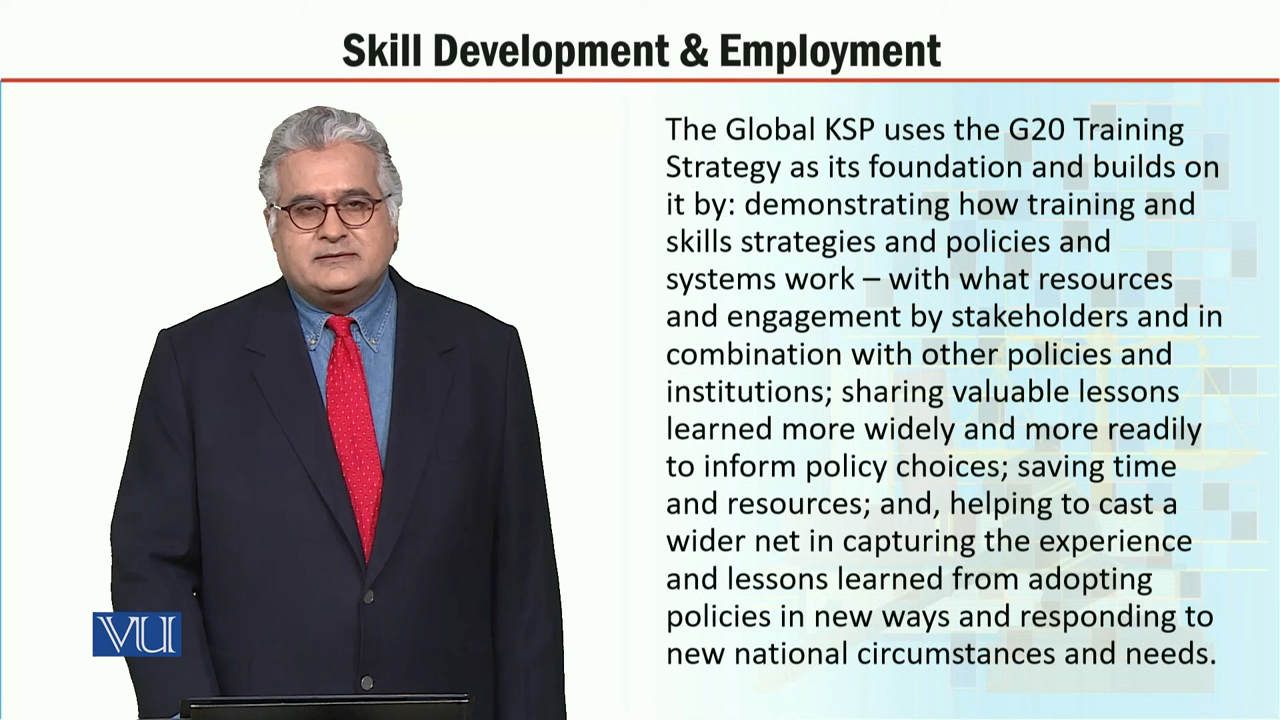 Skill Development & Employment
The Global KSP uses the G20 Training
Strategy as its foundation and builds on
it by: demonstrating how training and
skills strategies and policies and
systems work – with what resources
and engagement by stakeholders and in
combination with other policies and
institutions; sharing valuable lessons
learned more widely and more readily
to inform policy choices; saving time
and resources; and, helping to cast a
wider net in capturing the experience
and lessons learned from adopting
policies in new ways and responding to
new national circumstances and needs.
VU